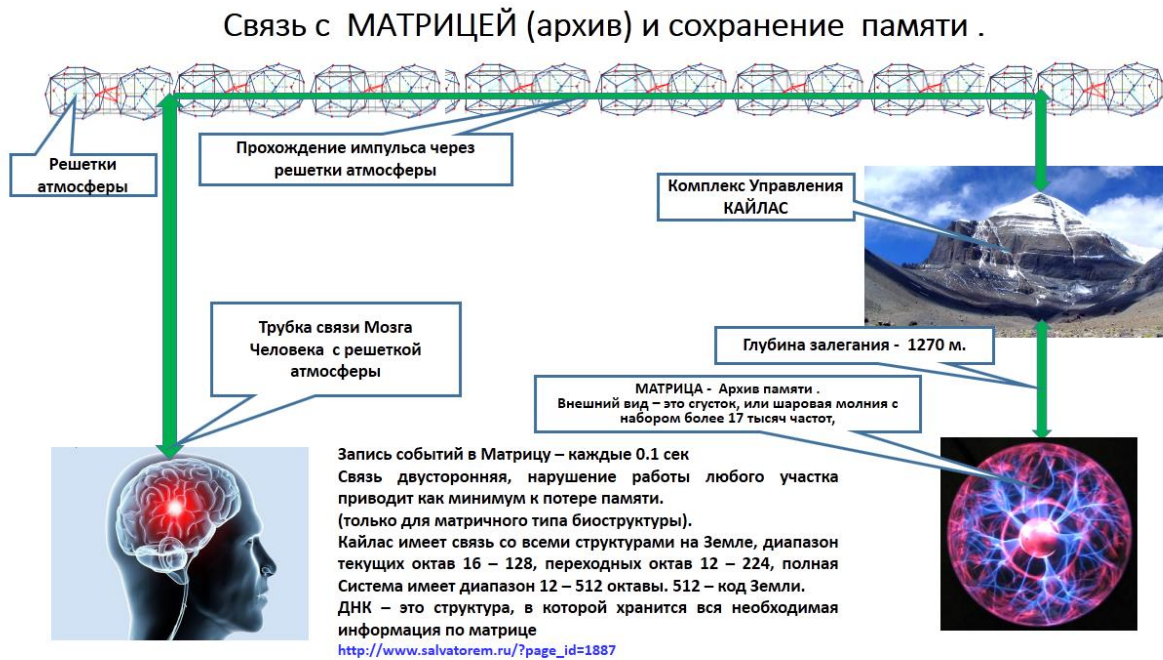 Связь с МАТРИЦЕЙ (архив) и сохранение памяти .
Решетки
атмосферы
Прохождение импульса через
решетки атмосферы
Комплекс Управления
КАЙЛАС
Трубка связи Мозга
Человека с решеткой
атмосферы
Глубина залегания - 1270 м.
МАТРИЦА - Архив памяти .
Внешний вид – это сгусток, или шаровая молния с
набором более 17 тысяч частот,
Запись событий в Матрицу – каждые 0.1 сек
Связь двусторонняя, нарушение работы любого участка
приводит как минимум к потере памяти.
(только для матричного типа биоструктуры).
Кайлас имеет связь со всеми структурами на Земле, диапазон
текущих октав 16 – 128, переходных октав 12 – 224, полная
Система имеет диапазон 12 – 512 октавы. 512 – код Земли.
ДНК – это структура, в которой хранится вся необходимая
информация по матрице
http://www.salvatorem.ru/?page_id=1887